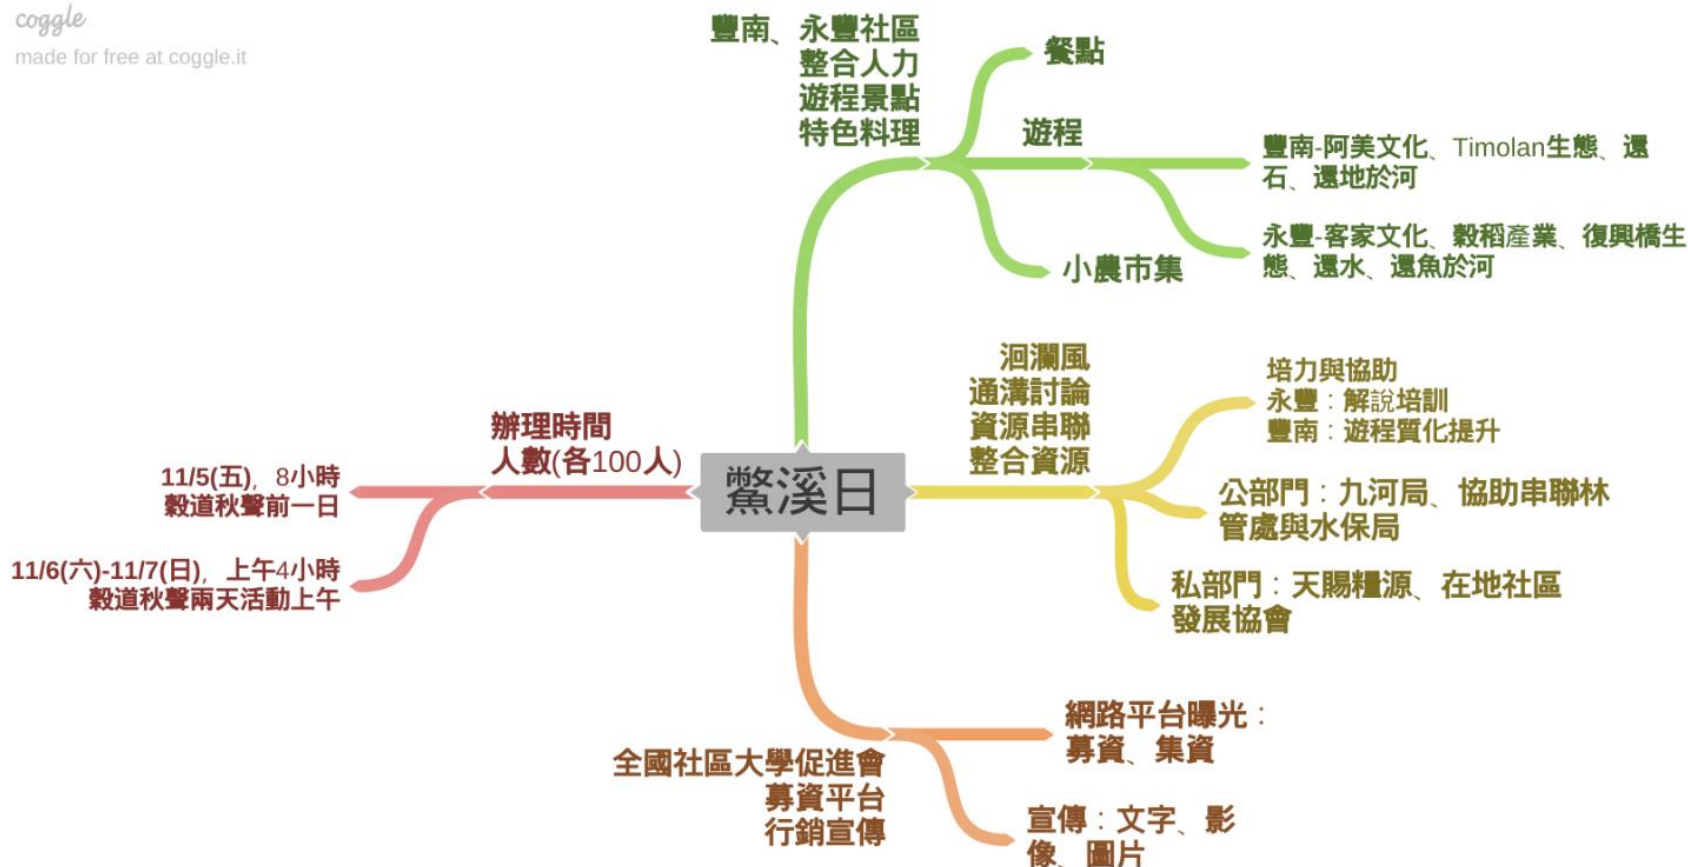 coggle
made for free at coggle.it
豐南、永豐社區
整合人力
遊程景點
特色料理
餐點
遊程
豐南-阿美文化、Timolan生態、還
石、還地於河
永豐-客家文化、穀稻產業、復興橋生
態、還水、還魚於河
小農市集
洄瀾風
通溝討論
資源串聯
整合資源
培力與協助
永豐：解說培訓
豐南：遊程質化提升
公部門：九河局、協助串聯林
管處與水保局
私部門：天賜糧源、在地社區
發展協會
辦理時間
人數(各100人)
11/5(五)，8小時
穀道秋聲前一日
11/6(六)-11/7(日)，上午4小時
穀道秋聲兩天活動上午
鱉溪日
全國社區大學促進會
募資平台
行銷宣傳
網路平台曝光：
募資、集資
宣傳：文字、影
像、圖片